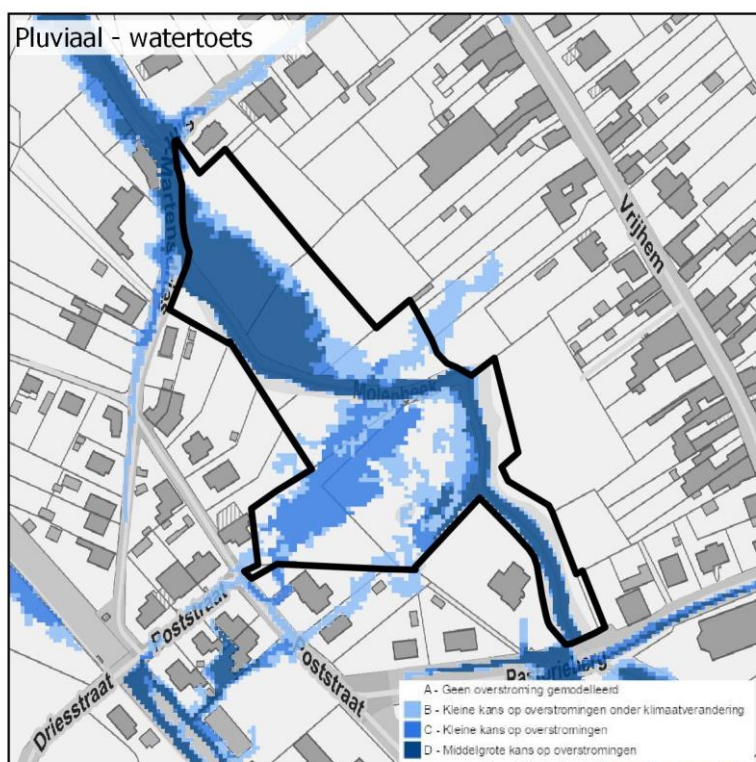 Pluviaal - watertoets
Vrijhem
Molenbeek
Poststraat
Driesstraat
Poststraat
A - Geen overstroming gemodelleerd
B - Kleine kans op overstromingen onder klimaatverandering
C - Kleine kans op overstromingen
D - Middelgrote kans op overstromingen